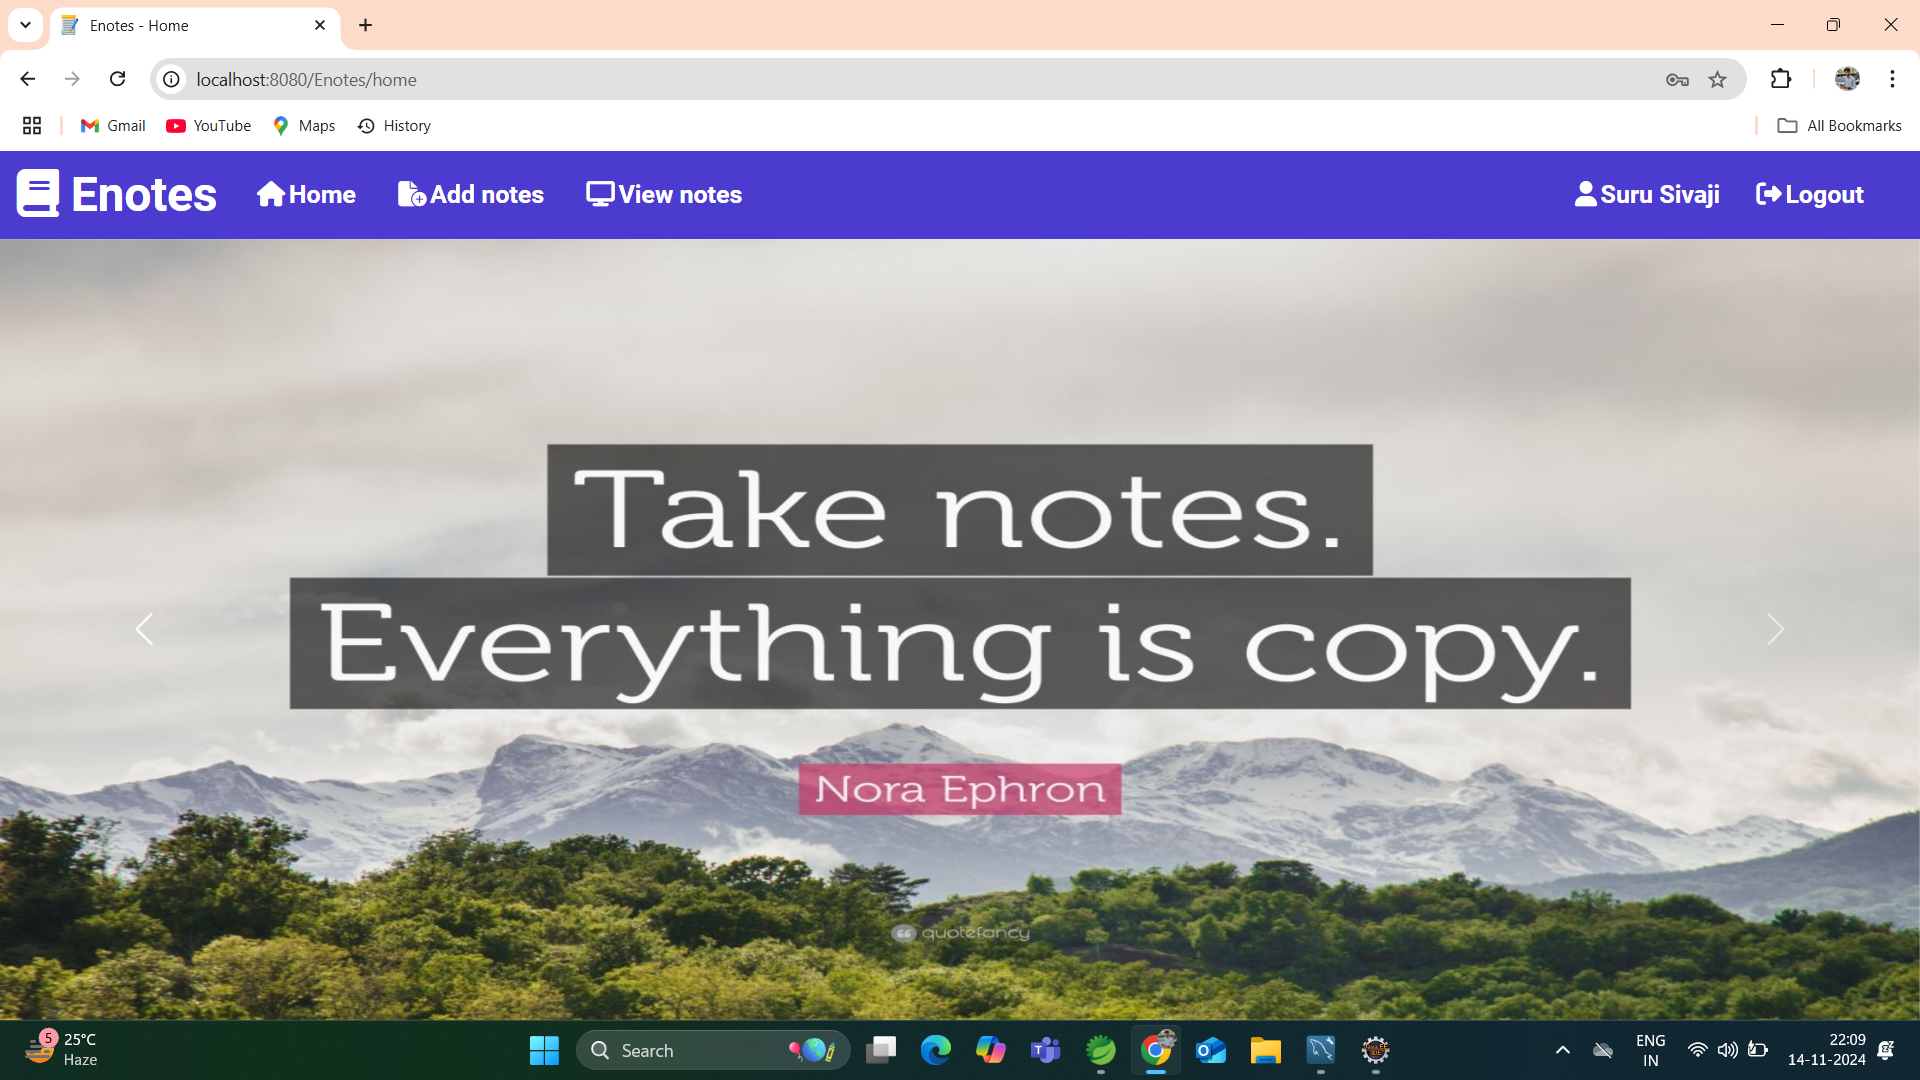 Enotes - Home
localhost:8080/Enotes/home
Gmail YouTube Maps History All Bookmarks
Enotes Home Add notes View notes Suru Sivaji Logout
Take notes.
Everything is copy.
Nora Ephron
quotefancy
5
25°C
Haze
Search
ENG
IN
22:09
14-11-2024